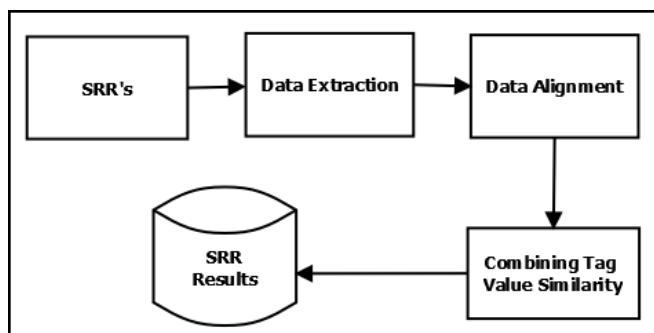 SRR's
Data Extraction
Data Alignment
SRR
Results
Combining Tag
Value Similarity